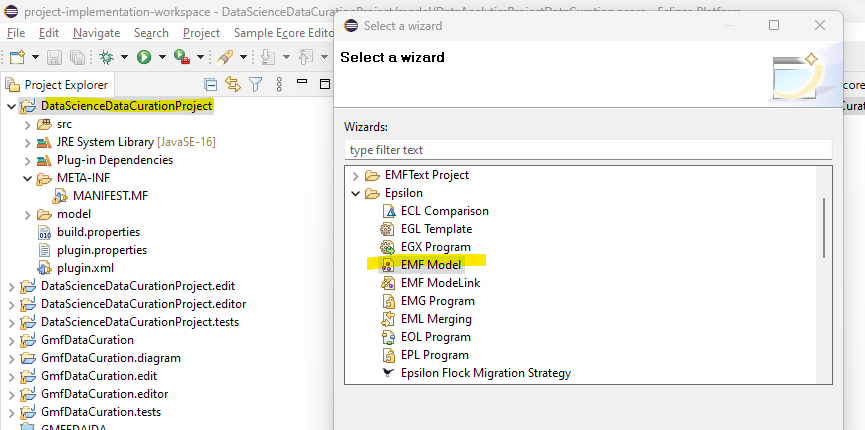 project-implementation-workspace - DataScienceDataCurationProject/model/DataAnalyticProjectDataCuration.ecore - Eclipse Platform
File Edit Navigate Search Project Sample Ecore Editor
Project Explorer
DataScienceDataCurationProject
src
JRE System Library [JavaSE-16]
Plug-in Dependencies
META-INF
MANIFEST.MF
model
build.properties
plugin.properties
plugin.xml
DataScienceDataCurationProject.edit
DataScienceDataCurationProject.editor
DataScienceDataCurationProject.tests
GmfDataCuration
GmfDataCuration.diagram
GmfDataCuration.edit
GmfDataCuration.editor
GmfDataCuration.tests
Select a wizard
Select a wizard
Wizards:
type filter text
EMFText Project
Epsilon
ECL Comparison
EGL Template
EGX Program
EMF Model
EMF ModeLink
EMG Program
EML Merging
EOL Program
EPL Program
Epsilon Flock Migration Strategy
core
Curat